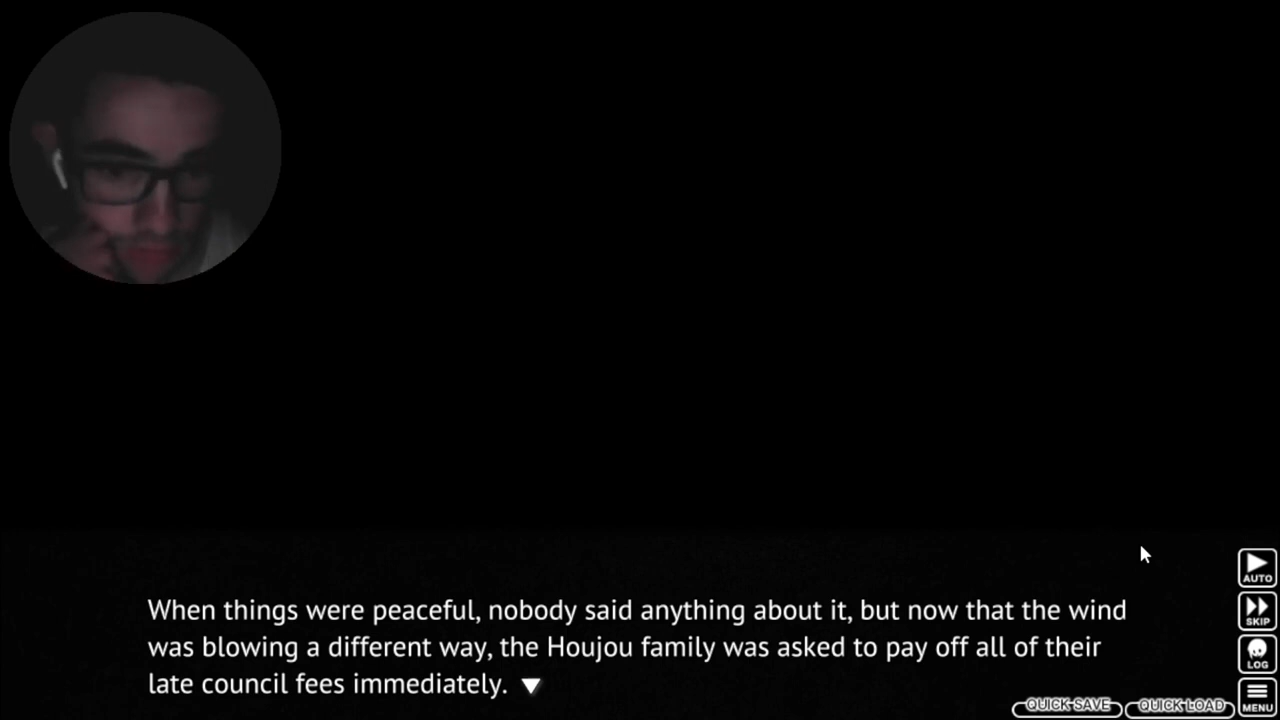 When things were peaceful, nobody said anything about it, but now that the wind
was blowing a different way, the Houjou family was asked to pay off all of their
late council fees immediately.
AUTO
SKIP
LOG
MENU
QUICK SAVE
QUICK LOAD